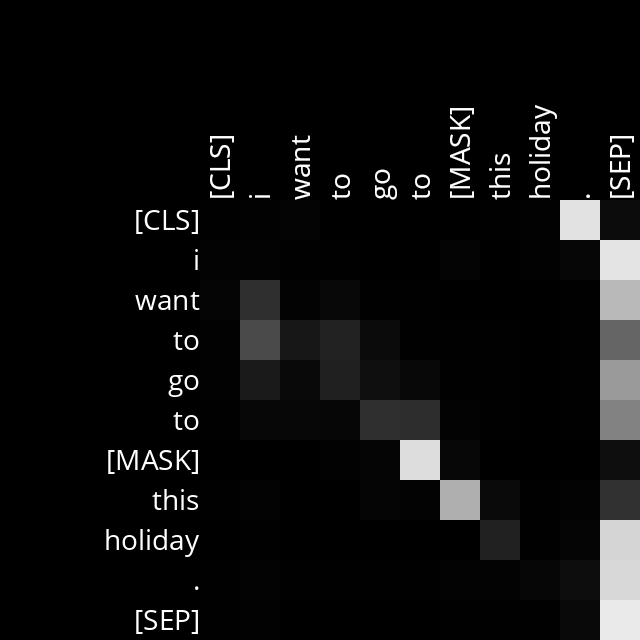 [CLS] i want to go to [MASK] this holiday . [SEP]
[CLS]
i
want
to
go
to
[MASK]
this
holiday
.
[SEP]